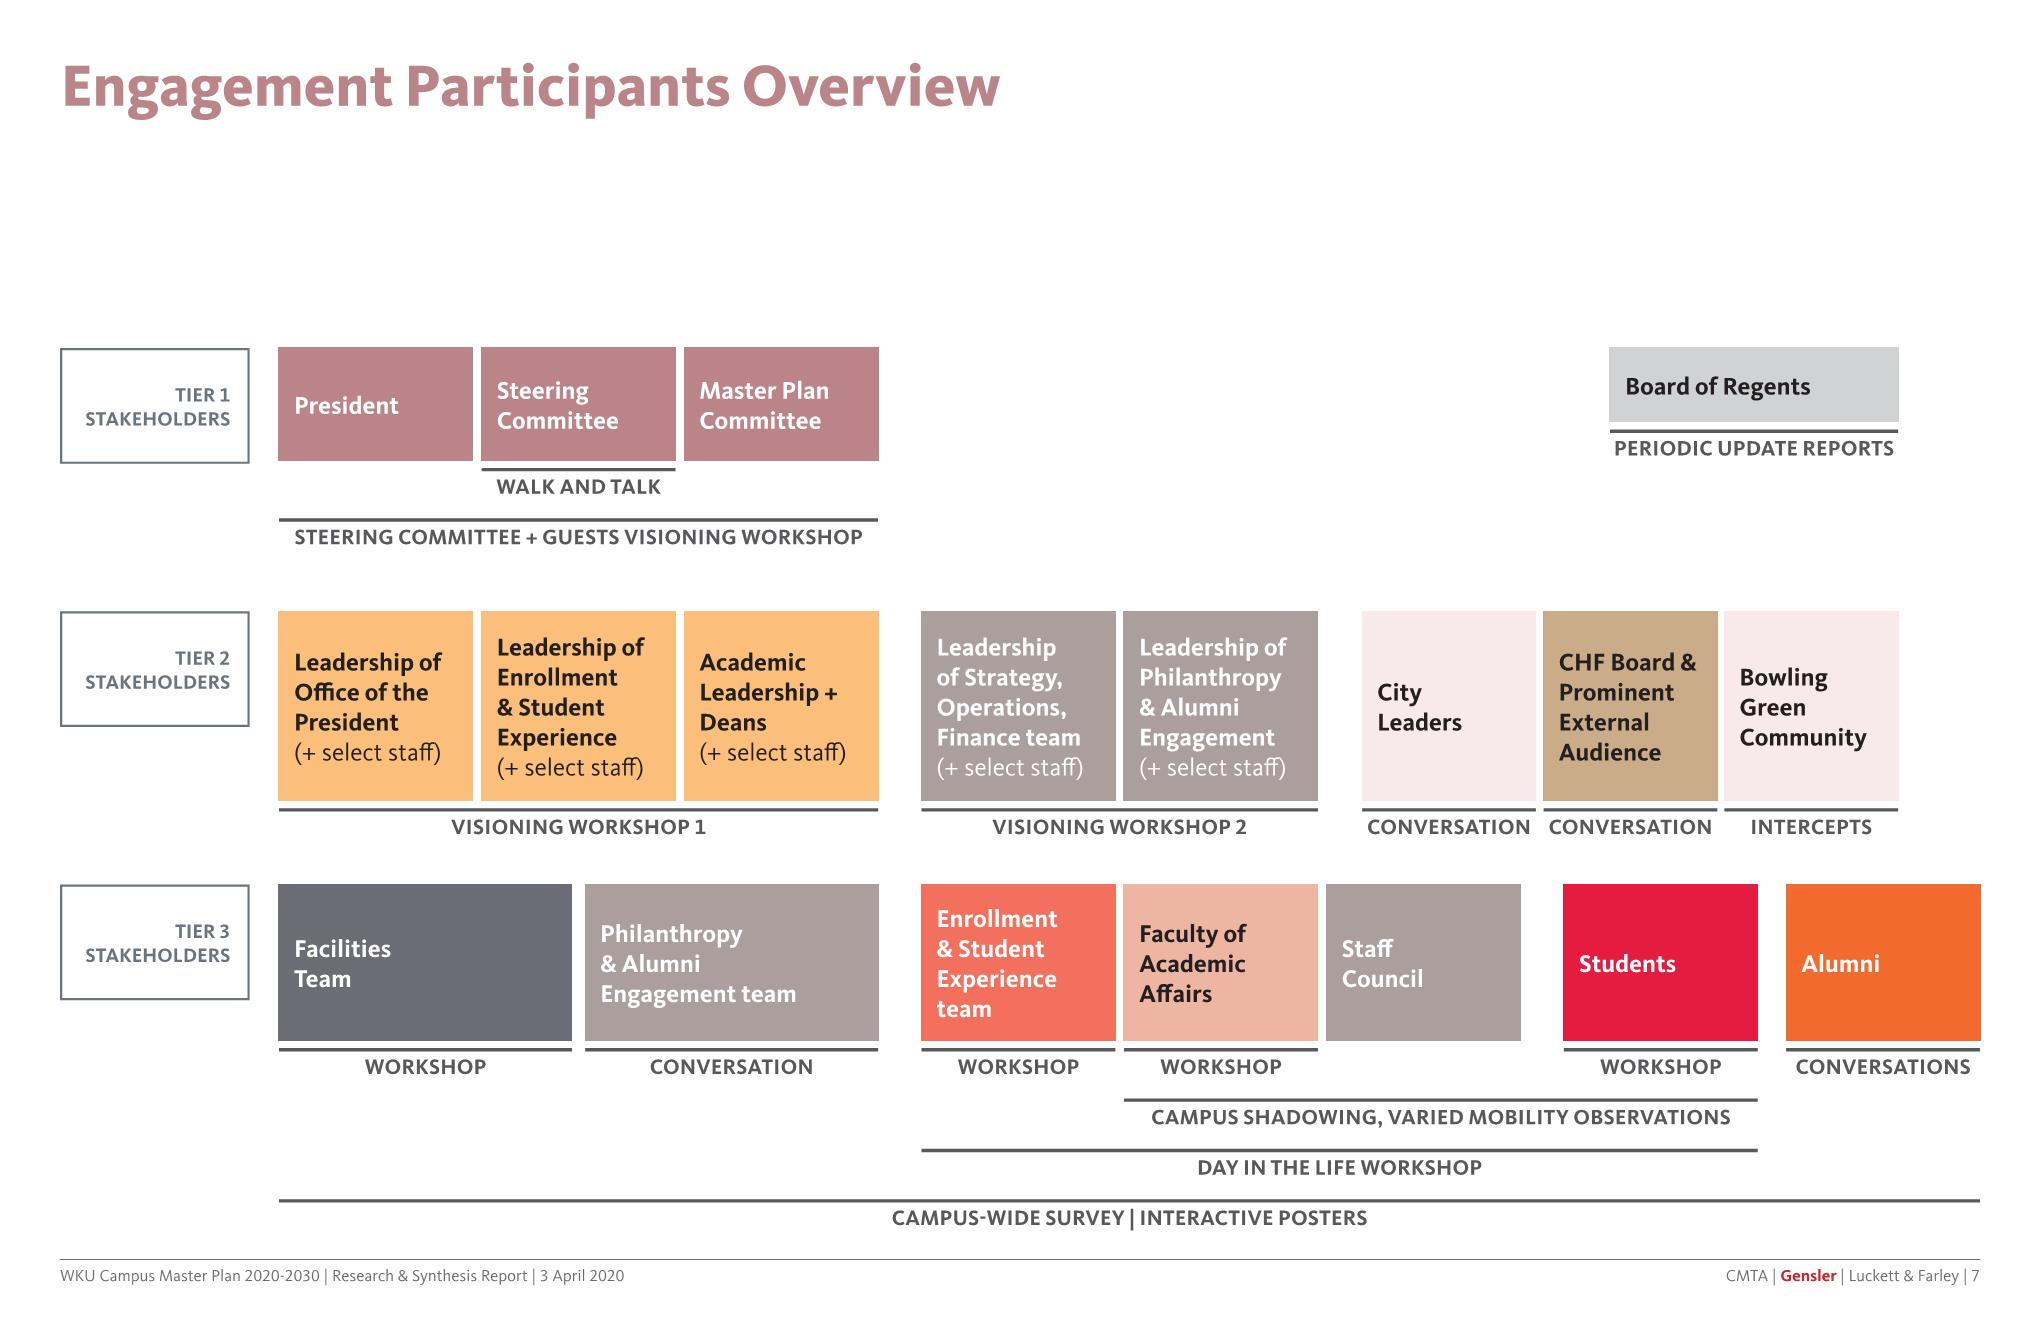 Engagement Participants Overview
TIER 1
STAKEHOLDERS
President
Steering
Committee
Master Plan
Committee
WALK AND TALK
STEERING COMMITTEE + GUESTS VISIONING WORKSHOP
Board of Regents
PERIODIC UPDATE REPORTS
TIER 2
STAKEHOLDERS
Leadership of
Office of the
President
(+ select staff)
Leadership of
Enrollment
& Student
Experience
(+ select staff)
Academic
Leadership +
Deans
(+ select staff)
VISIONING WORKSHOP 1
Leadership
of Strategy,
Operations,
Finance team
(+ select staff)
Leadership of
Philanthropy
& Alumni
Engagement
(+ select staff)
VISIONING WORKSHOP 2
City
Leaders
CONVERSATION
CHF Board &
Prominent
External
Audience
CONVERSATION
Bowling
Green
Community
INTERCEPTS
TIER 3
STAKEHOLDERS
Facilities
Team
WORKSHOP
Philanthropy
& Alumni
Engagement team
CONVERSATION
Enrollment
& Student
Experience
team
WORKSHOP
Faculty of
Academic
Affairs
WORKSHOP
Staff
Council
Students
WORKSHOP
Alumni
CONVERSATIONS
CAMPUS SHADOWING, VARIED MOBILITY OBSERVATIONS
DAY IN THE LIFE WORKSHOP
CAMPUS-WIDE SURVEY | INTERACTIVE POSTERS
WKU Campus Master Plan 2020-2030 | Research & Synthesis Report | 3 April 2020
CMTA | Gensler | Luckett & Farley | 7